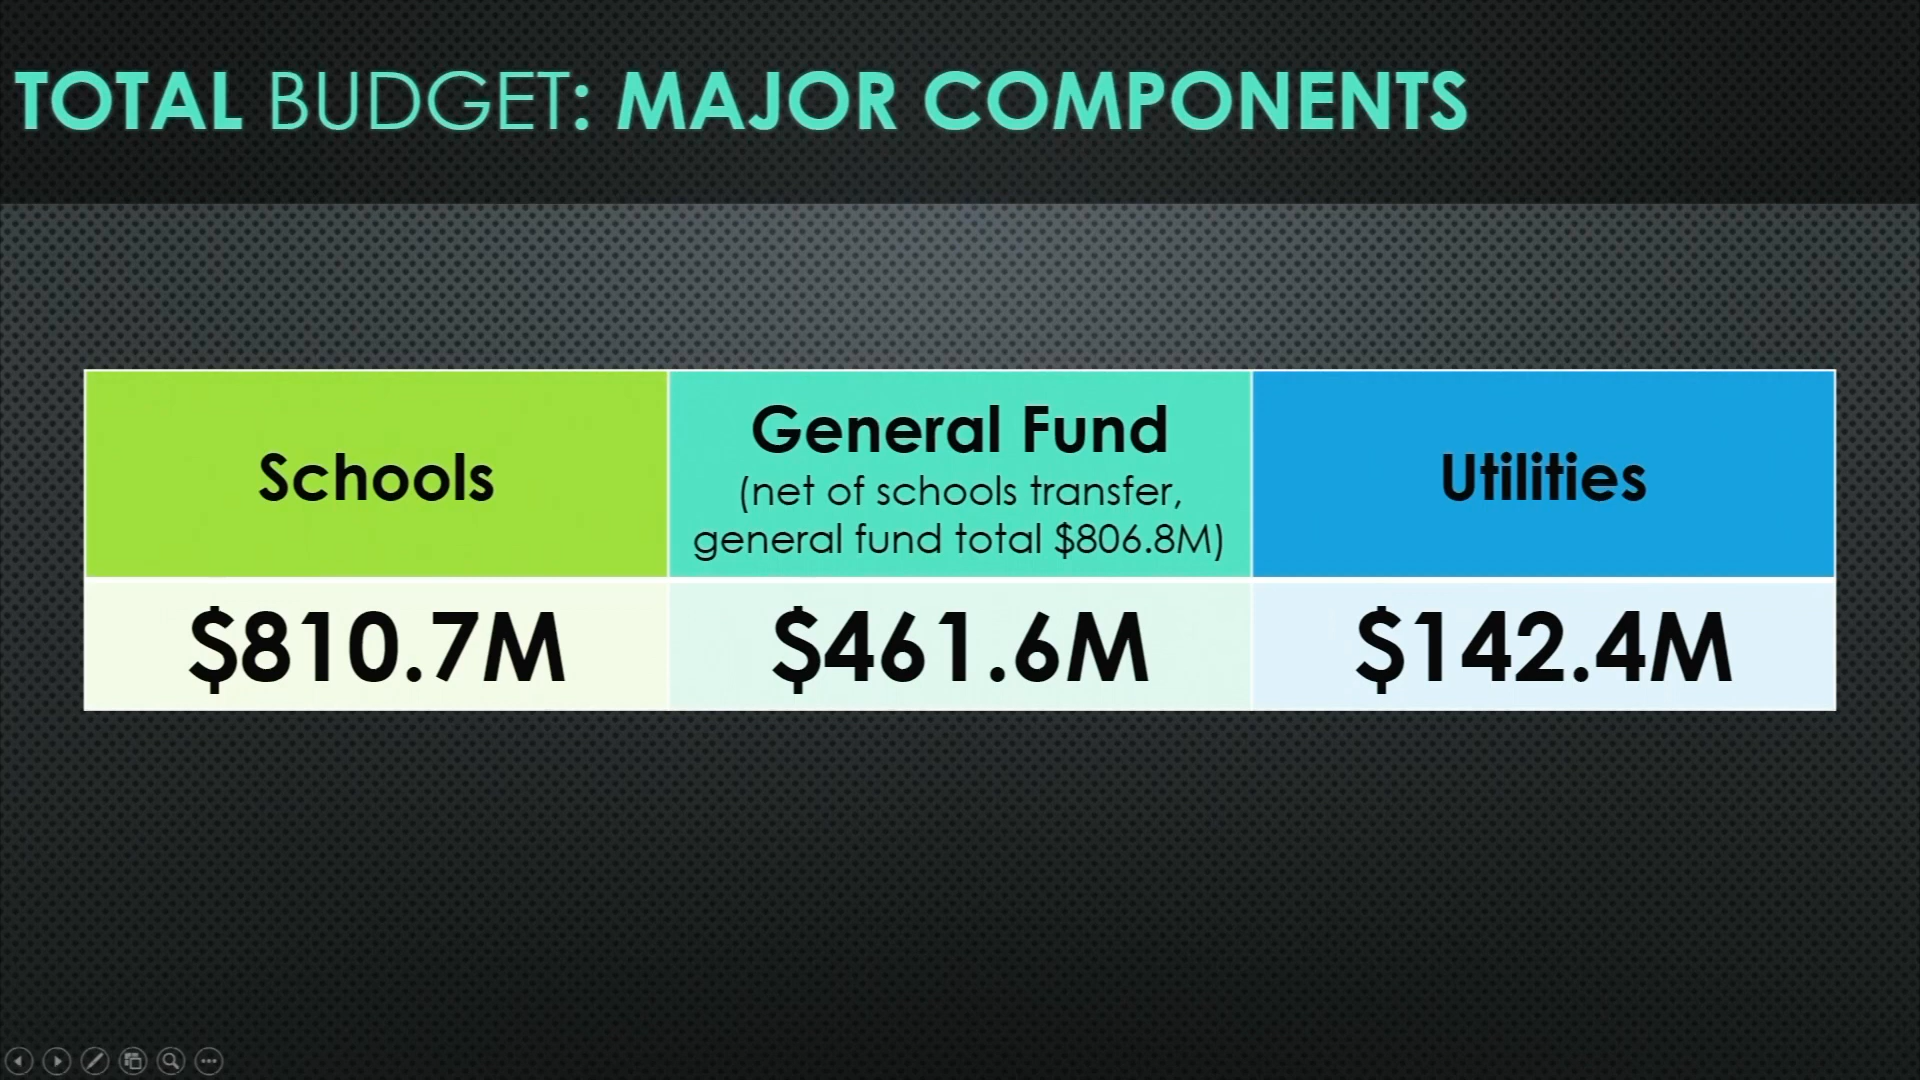 TOTAL BUDGET: MAJOR COMPONENTS
Schools
General Fund
(net of schools transfer,
general fund total $806.8M)
Utilities
$810.7M
$461.6M
$142.4M